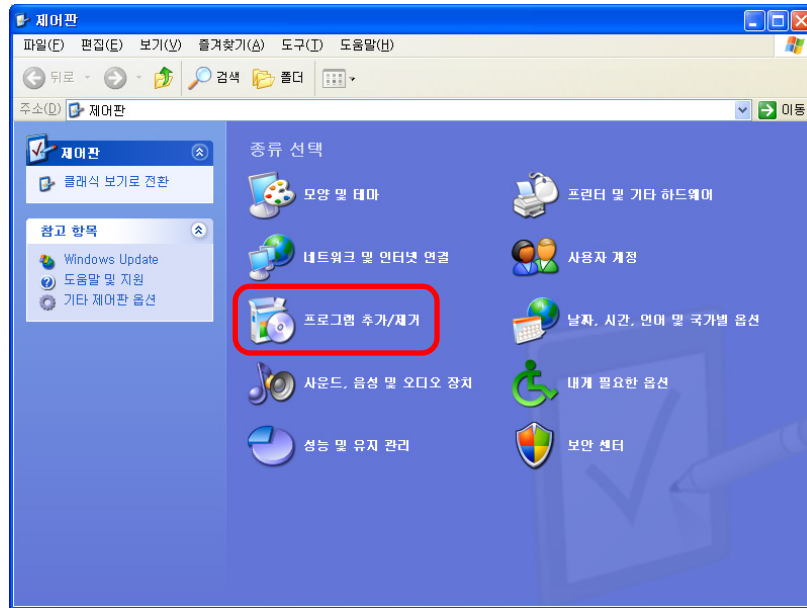 제어판
파일(F) 편집(E) 보기(V) 즐겨찾기(A) 도구(T) 도움말(H)
뒤로 검색 폴더
주소(D) 제어판 이동
제어판
클래식 보기로 전환
참고 항목
Windows Update
도움말 및 지원
기타 제어판 옵션
종류 선택
모양 및 테마
프린터 및 기타 하드웨어
네트워크 및 인터넷 연결
사용자 계정
프로그램 추가/제거
날짜, 시간, 언어 및 국가별 옵션
사운드, 음성 및 오디오 장치
내게 필요한 옵션
성능 및 유지 관리
보안 센터